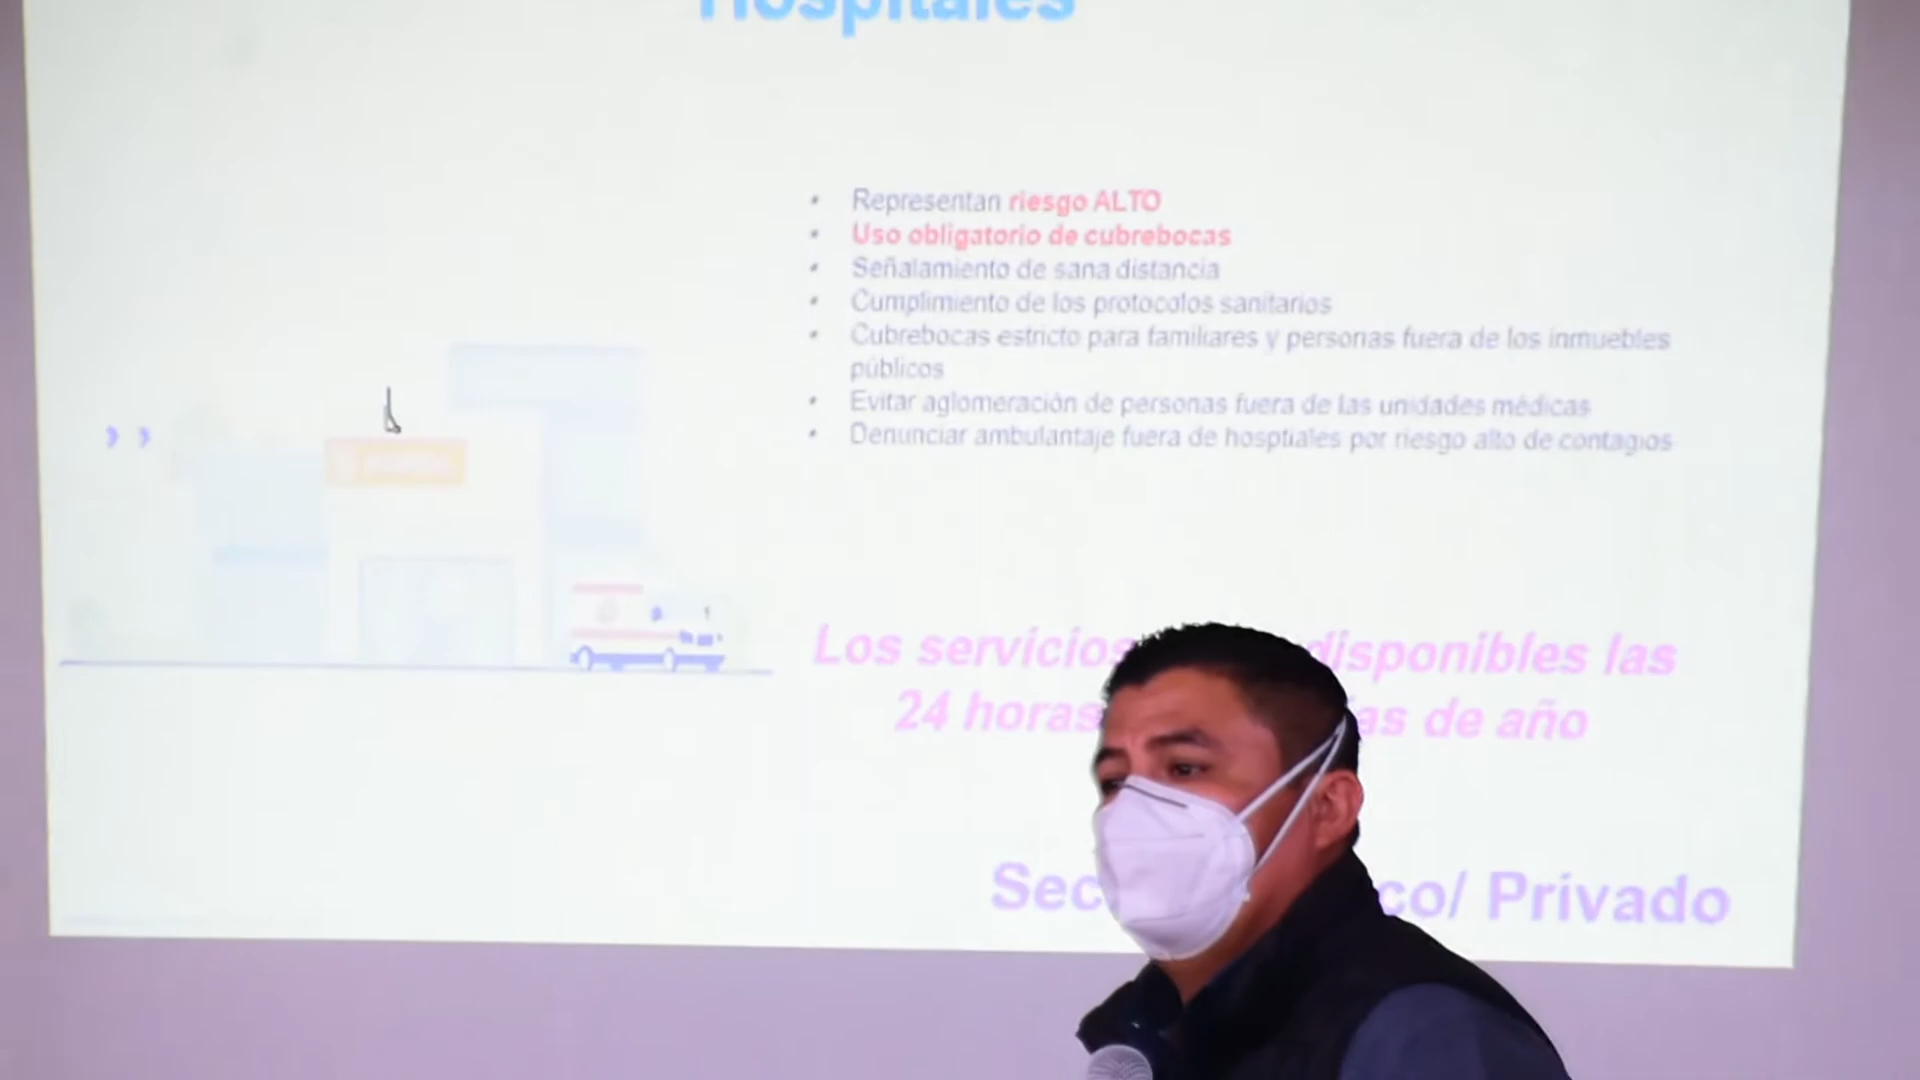 Hospitales
• Representan riesgo ALTO
• Uso obligatorio de cubrebocas
• Señalamiento de sana distancia
• Cumplimiento de los protocolos sanitarios
• Cubrebocas estricto para familiares y personas fuera de los inmuebles
públicos
• Evitar aglomeración de personas fuera de las unidades médicas
• Denunciar ambulantaje fuera de hosptiales por riesgo alto de contagios
Los servicios disponibles las
24 horas as de año
Sec co/ Privado